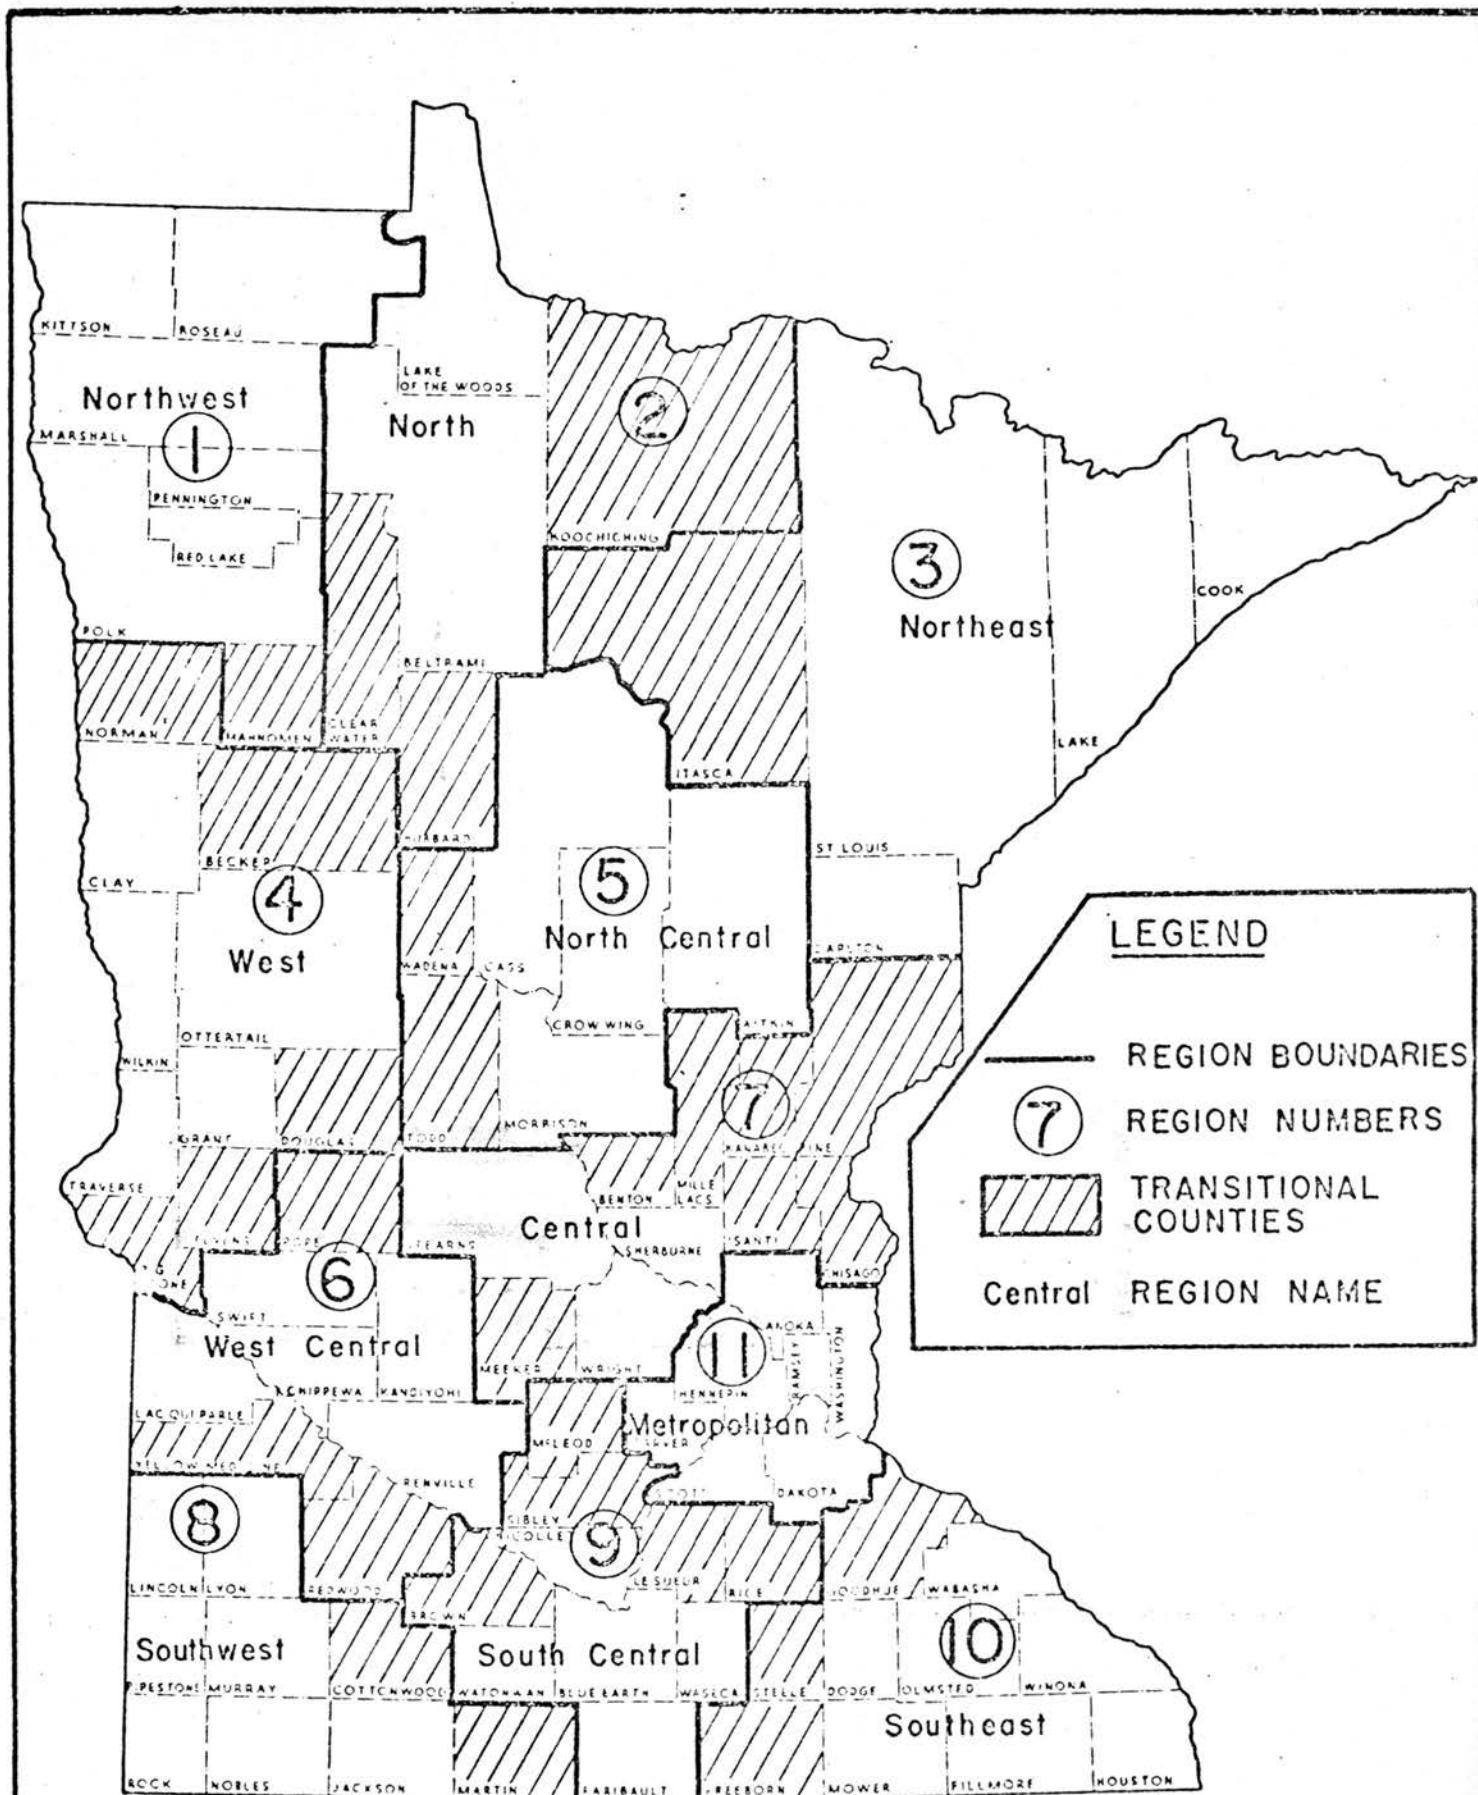 KITTSON
ROSEAU
LAKE
OF THE WOODS
Northwest
1
North
2
MARSHALL
PENNINGTON
RED LAKE
KOOCHICHING
3
Northeast
COOK
POLK
BELTRAMI
NORMAN
MAHNOMEN
CLEAR
WATER
LAKE
ITASCA
HUBBARD
BECKER
ST LOUIS
CLAY
4
West
5
North Central
WADENA
CASS
CARLTON
CROW WING
AITKIN
OTTERTAIL
WILKIN
7
GRANT
DOUGLAS
TODD
MORRISON
KANABEC
PINE
TRAVERSE
BENTON
MILLE
LACS
Central
STEVENS
POPE
STEARNS
SHERBURNE
ISANTI
CHISAGO
6
SWIFT
West Central
ANOKA
11
RAMSEY
WASHINGTON
MEEKER
WRIGHT
CHIPPEWA
KANDIYOHI
HENNEPIN
LAC QUI PARLE
Metropolitan
MCLEOD
CARVER
YELLOW MEDICINE
RENVILLE
SCOTT
DAKOTA
8
SIBLEY
NICOLLET
9
LINCOLN
LYON
REDWOOD
LE SUEUR
RICE
GOODHUE
WABASHA
BROWN
Southwest
South Central
10
PIPESTONE
MURRAY
COTTONWOOD
WATONWAN
BLUE EARTH
WASECA
STEELE
DODGE
OLMSTED
WINONA
Southeast
ROCK
NOBLES
JACKSON
MARTIN
FARIBAULT
FREEBORN
MOWER
FILLMORE
HOUSTON
LEGEND
REGION BOUNDARIES
7 REGION NUMBERS
TRANSITIONAL
COUNTIES
Central REGION NAME